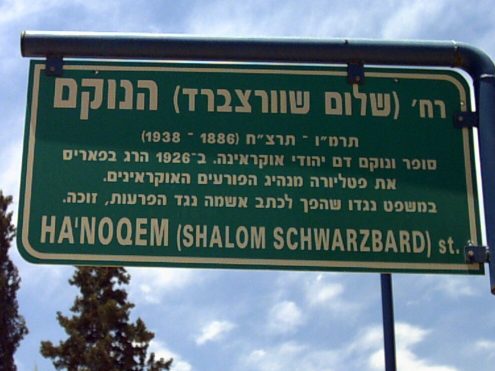 רח' (שלום שוורצברד) הנוקם
תרמ"ו - תרצ"ח (1886 - 1938)
סופר ונוקם דם יהודי אוקראינה. ב־1926 הרג בפאריס
את פטליורה מנהיג הפורעים האוקראינים.
במשפט נגדו שהפך לכתב אשמה נגד הפרעות, זוכה.
HA'NOQEM (SHALOM SCHWARZBARD) st.